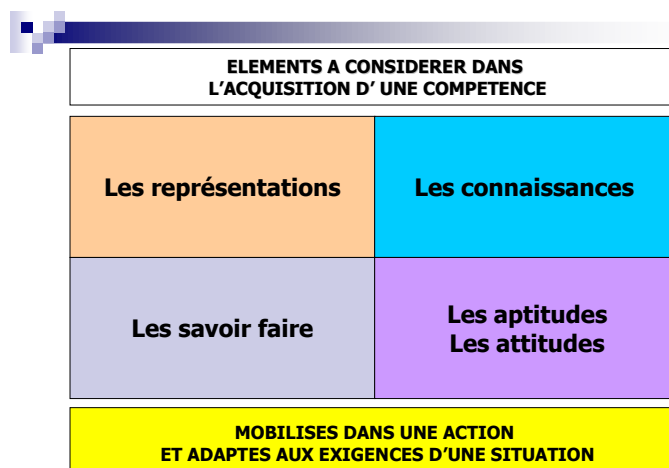 ELEMENTS A CONSIDERER DANS
L'ACQUISITION D' UNE COMPETENCE
Les représentations
Les connaissances
Les savoir faire
Les aptitudes
Les attitudes
MOBILISES DANS UNE ACTION
ET ADAPTES AUX EXIGENCES D'UNE SITUATION